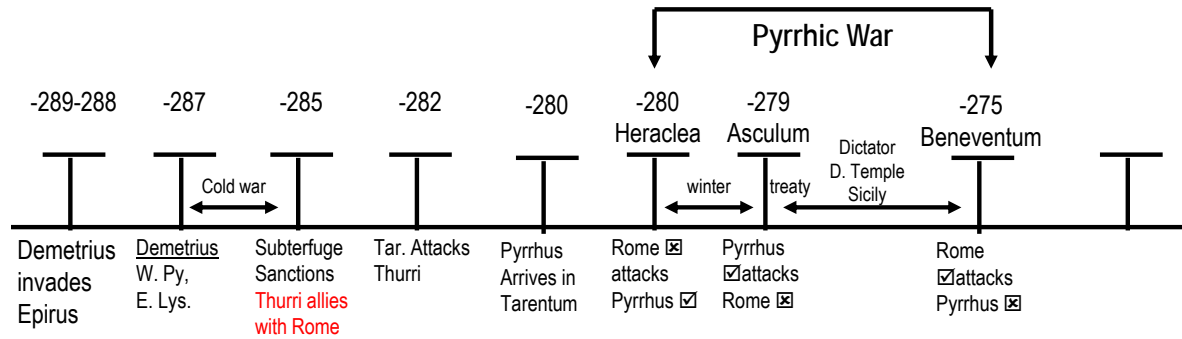 Pyrrhic War
-289-288
-287
-285
-282
-280
-280
Heraclea
-279
Asculum
-275
Beneventum
Cold war
winter
treaty
Dictator
D. Temple
Sicily
Demetrius
invades
Epirus
Demetrius
W. Py,
E. Lys.
Subterfuge
Sanctions
Thurri allies
with Rome
Tar. Attacks
Thurri
Pyrrhus
Arrives in
Tarentum
Rome ☒
attacks
Pyrrhus ☑
Pyrrhus
☑attacks
Rome ☒
Rome
☑attacks
Pyrrhus ☒